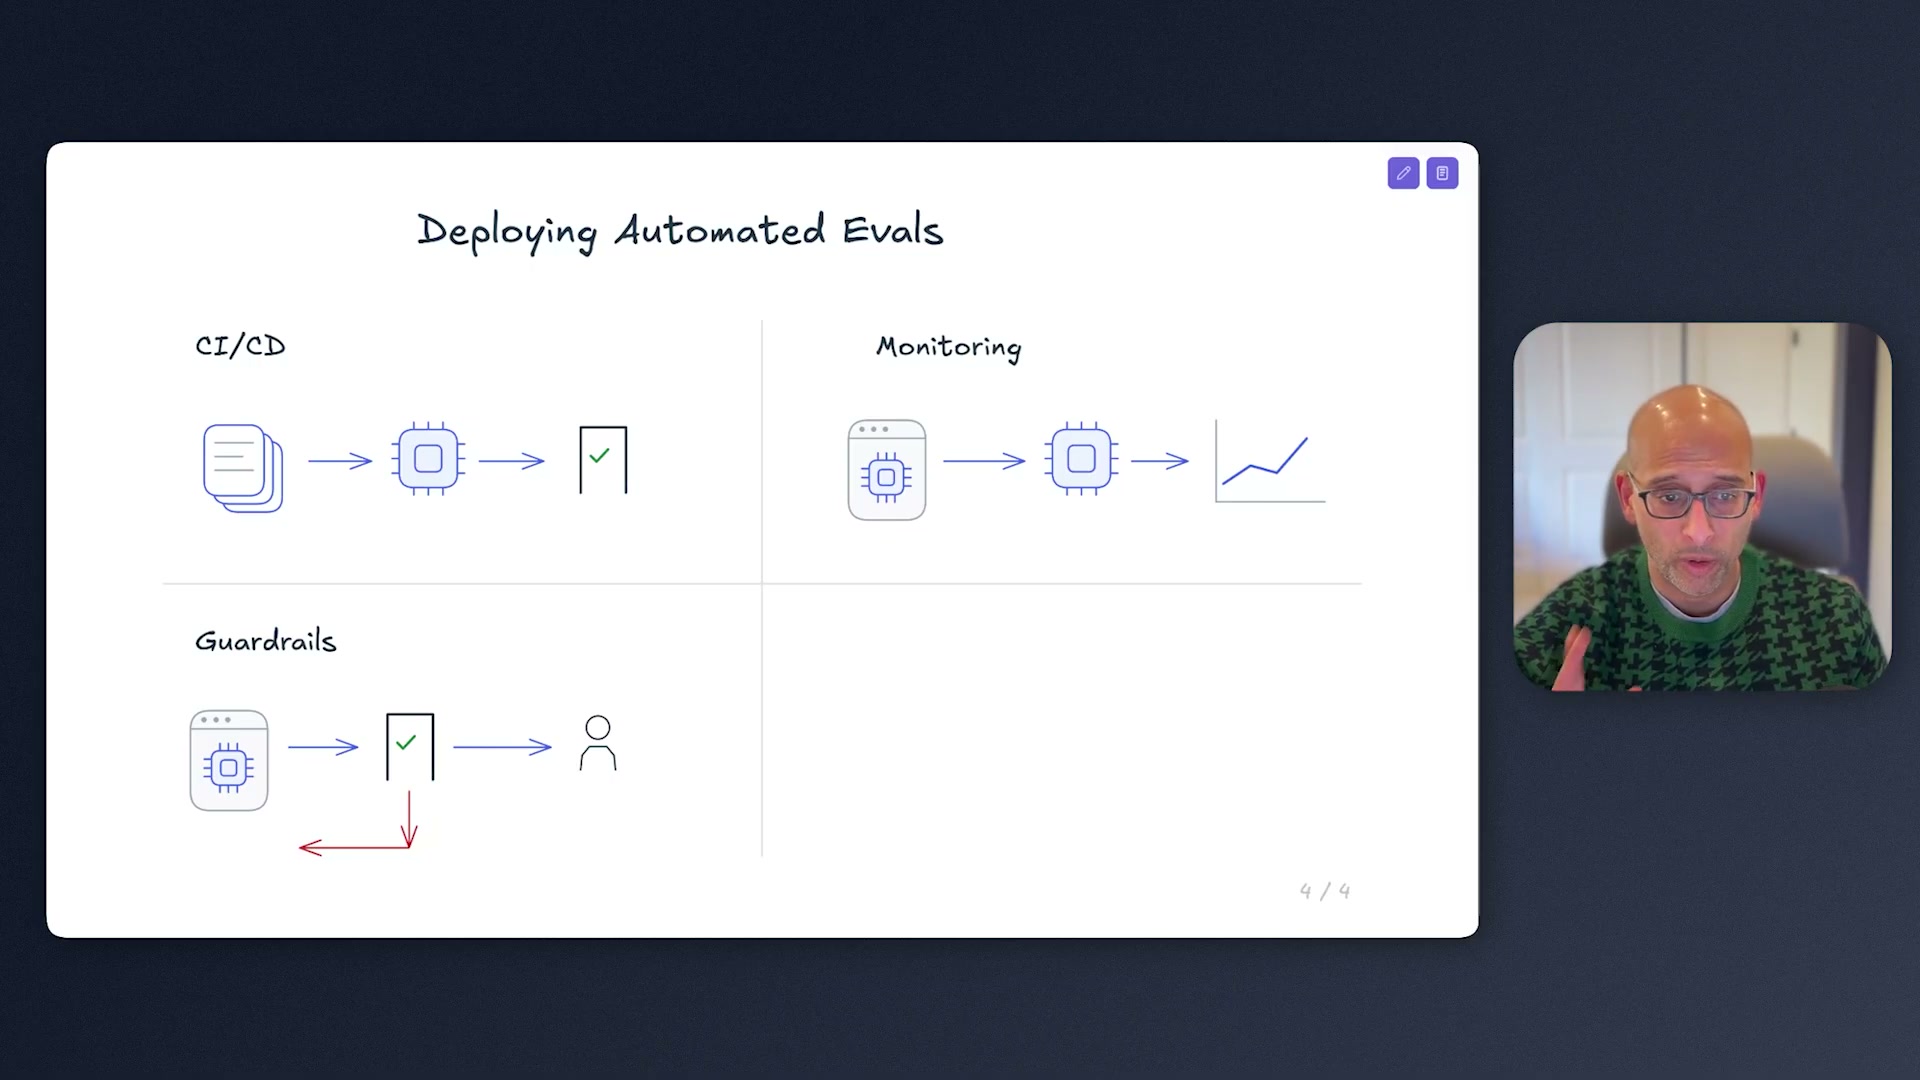 Deploying Automated Evals
CI/CD
Monitoring
Guardrails
4 / 4